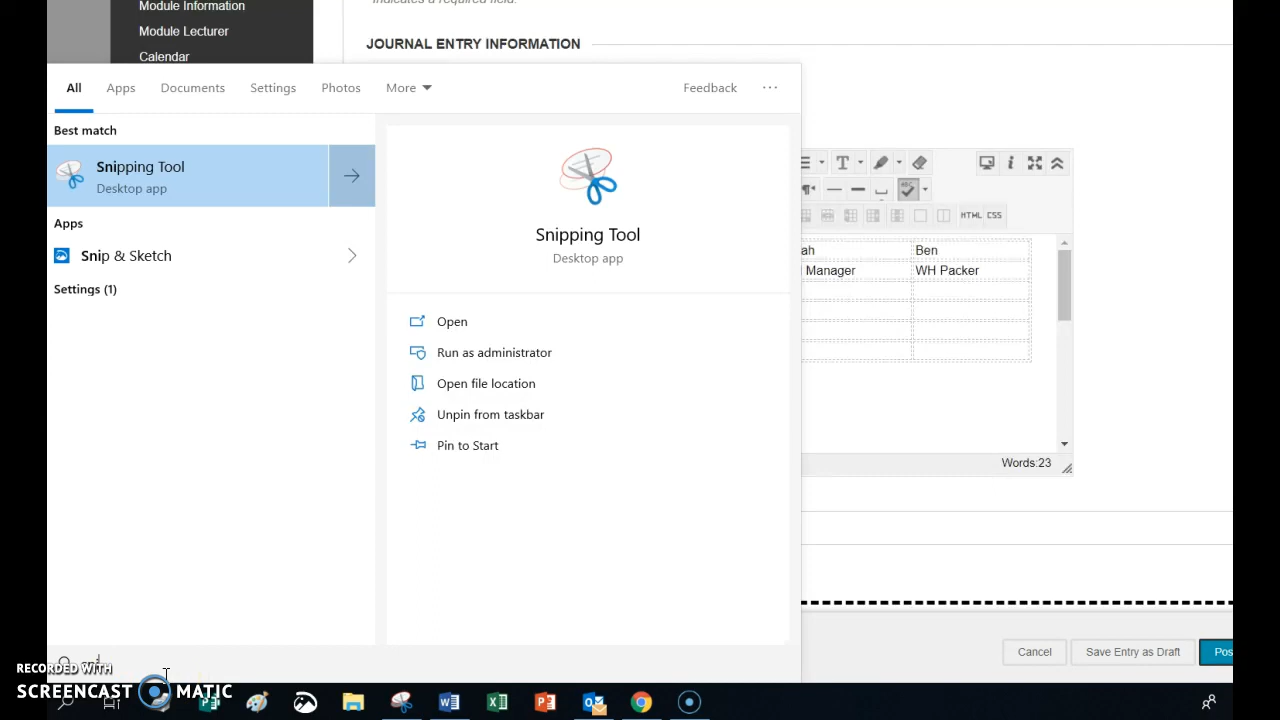 Module Information
Indicates a required field.
Module Lecturer
JOURNAL ENTRY INFORMATION
Calendar
All Apps Documents Settings Photos More Feedback ...
Best match
Snipping Tool
Desktop app
Apps
Snip & Sketch
Settings (1)
Snipping Tool
Desktop app
Open
Run as administrator
Open file location
Unpin from taskbar
Pin to Start
T
ABC
HTML CSS
ah Ben
Manager WH Packer
Words:23
Cancel Save Entry as Draft Pos
RECORDED WITH
SCREENCAST MATIC